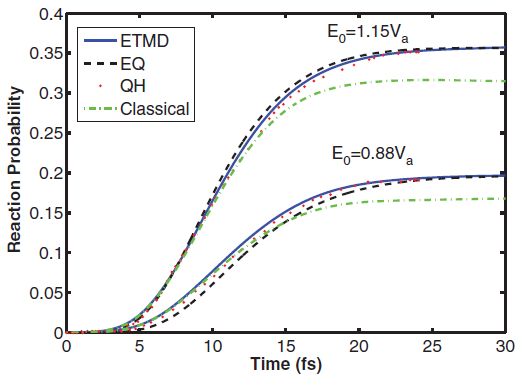 0.4
0.35
0.3
0.25
0.2
0.15
0.1
0.05
0
Reaction Probability
ETMD
EQ
QH
Classical
E0=1.15Va
E0=0.88Va
0 5 10 15 20 25 30
Time (fs)